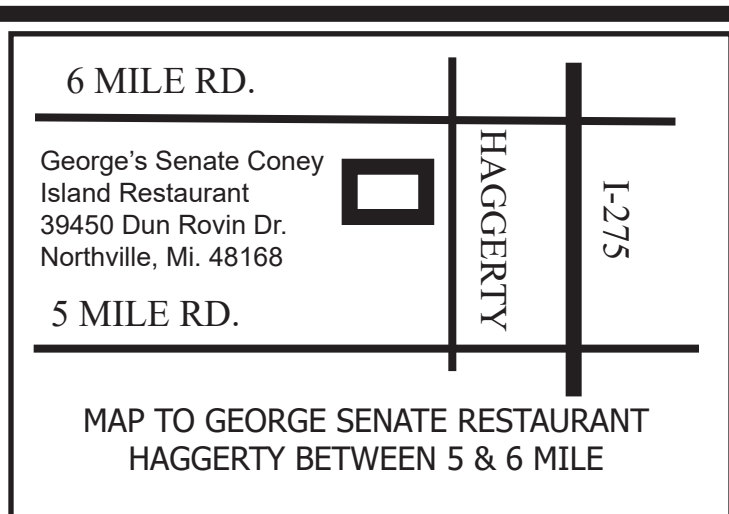 6 MILE RD.
George's Senate Coney
Island Restaurant
39450 Dun Rovin Dr.
Northville, Mi. 48168
HAGGERTY
I-275
5 MILE RD.
MAP TO GEORGE SENATE RESTAURANT
HAGGERTY BETWEEN 5 & 6 MILE